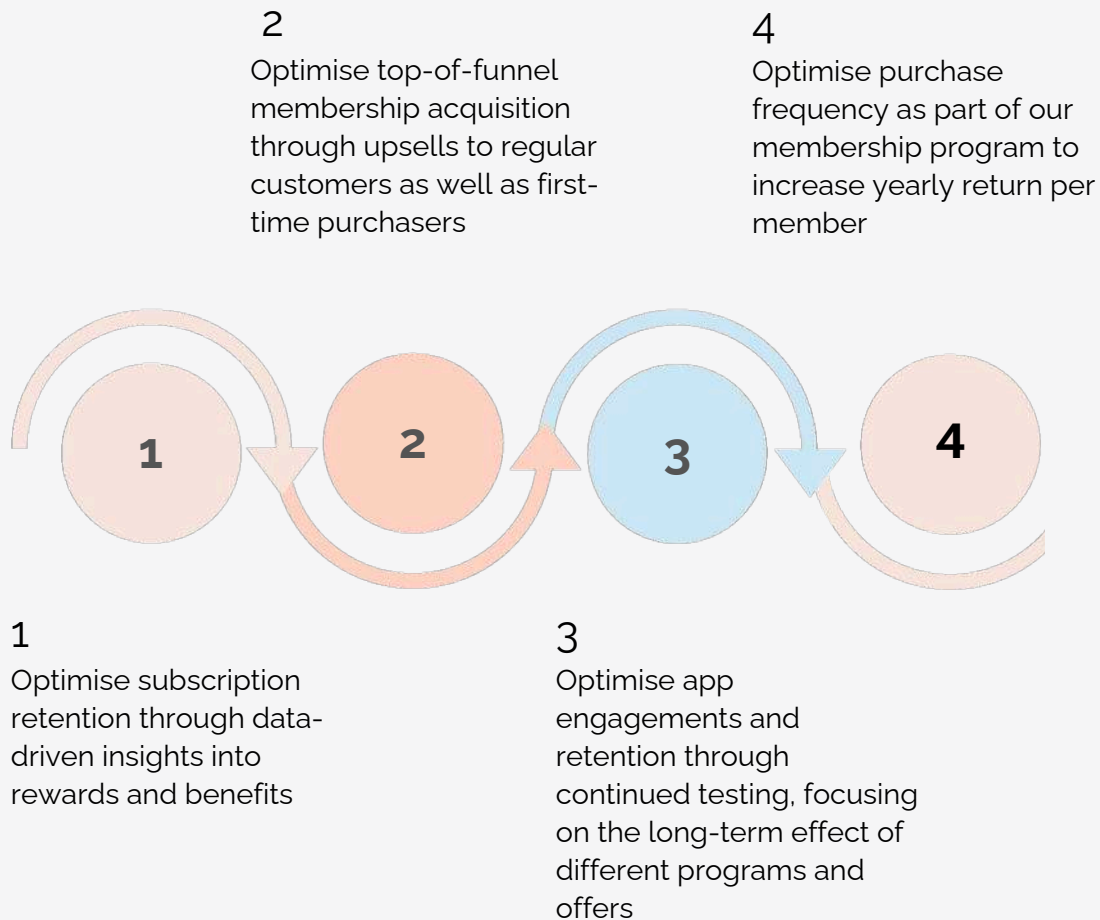 2
Optimise top-of-funnel
membership acquisition
through upsells to regular
customers as well as first-
time purchasers
4
Optimise purchase
frequency as part of our
membership program to
increase yearly return per
member
1
2
3
4
1
Optimise subscription
retention through data-
driven insights into
rewards and benefits
3
Optimise app
engagements and
retention through
continued testing, focusing
on the long-term effect of
different programs and
offers